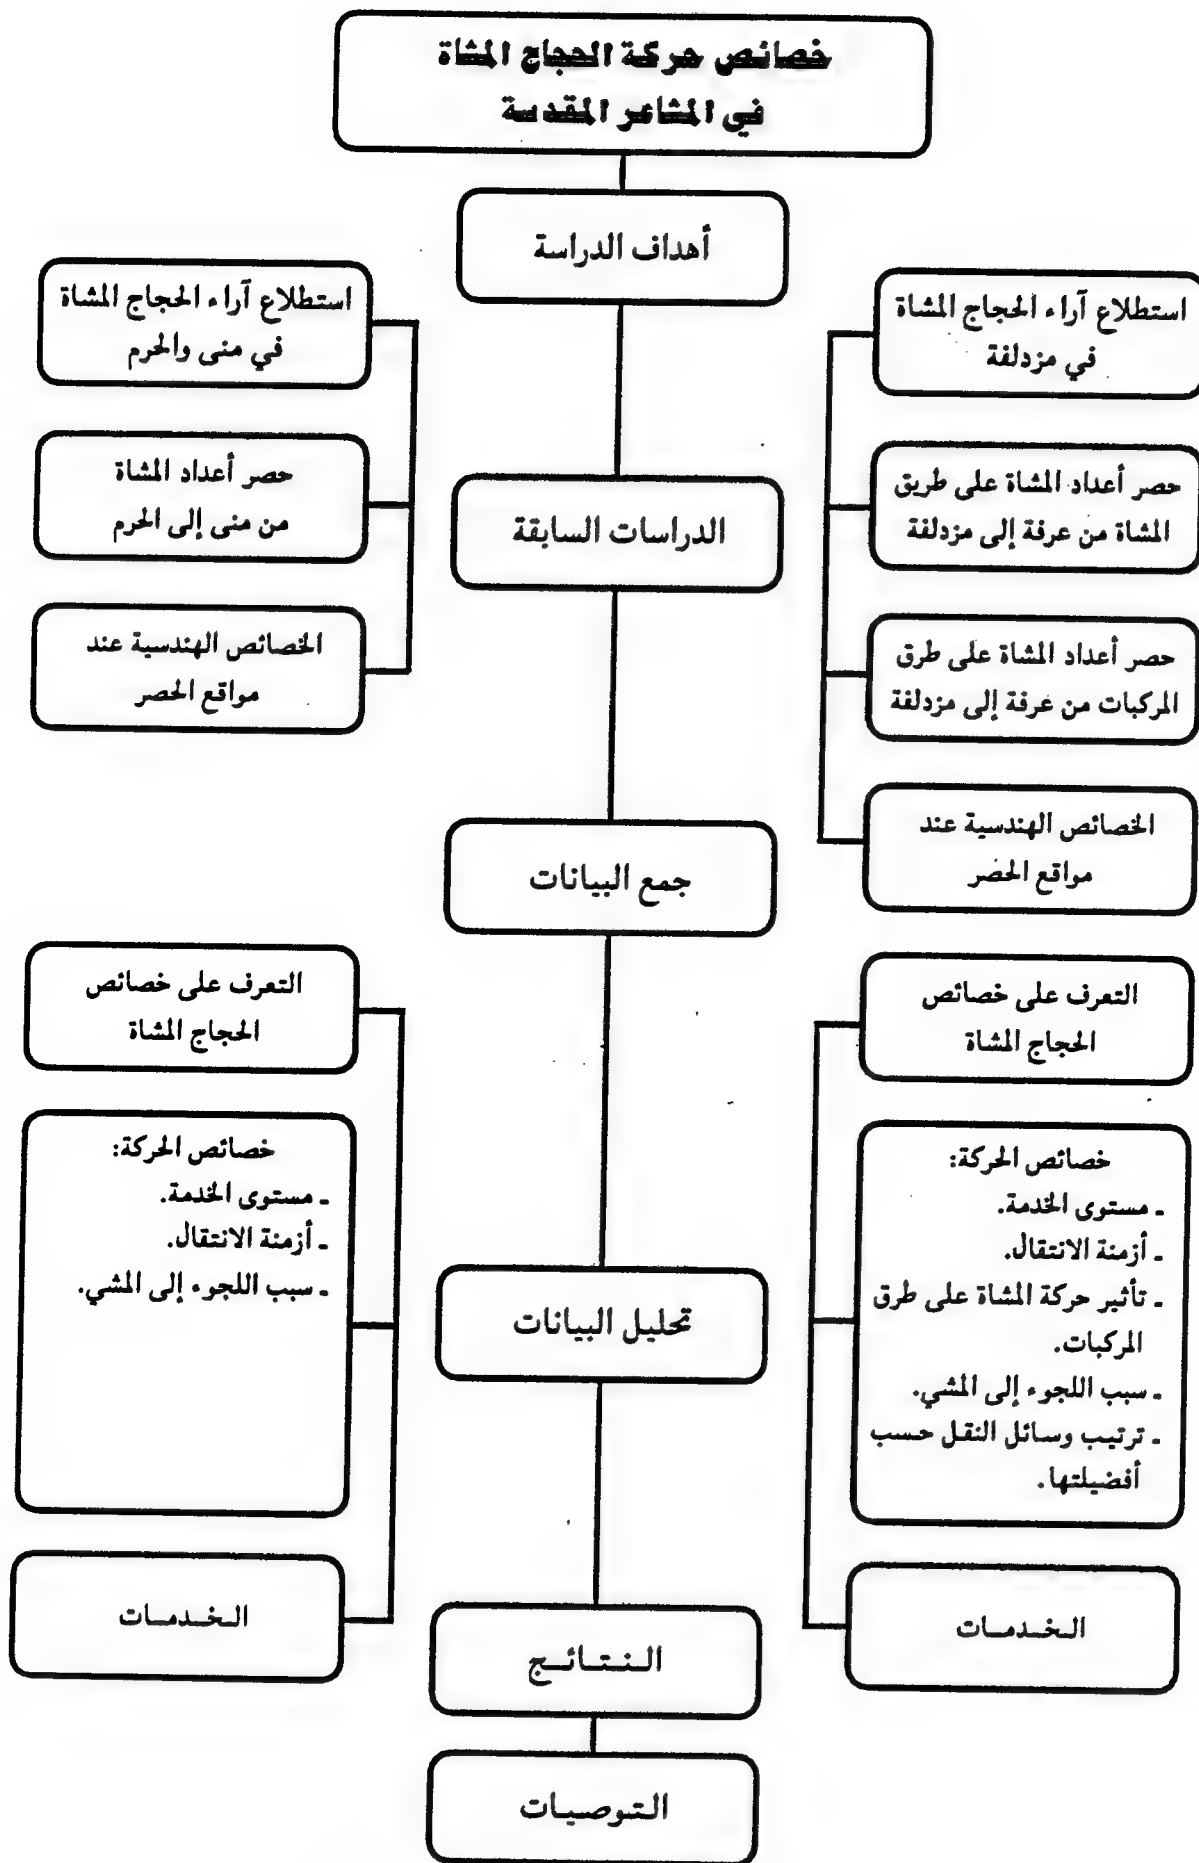 خصائص حركة الحجاج المشاة
في المشاعر المقدسة
أهداف الدراسة
استطلاع آراء الحجاج المشاة
في مزدلفة
استطلاع آراء الحجاج المشاة
في منى والحرم
حصر أعداد المشاة على طريق
المشاة من عرفة إلى مزدلفة
الدراسات السابقة
حصر أعداد المشاة
من منى إلى الحرم
حصر أعداد المشاة على طرق
المركبات من عرفة إلى مزدلفة
الخصائص الهندسية عند
مواقع الحصر
الخصائص الهندسية عند
مواقع الحصر
جمع البيانات
التعرف على خصائص
الحجاج المشاة
التعرف على خصائص
الحجاج المشاة
خصائص الحركة:
ـ مستوى الخدمة.
ـ أزمنة الانتقال.
ـ تأثير حركة المشاة على طرق
المركبات.
ـ سبب اللجوء إلى المشي.
ـ ترتيب وسائل النقل حسب
أفضيلتها.
تحليل البيانات
خصائص الحركة:
ـ مستوى الخدمة.
ـ أزمنة الانتقال.
ـ سبب اللجوء إلى المشي.
الـخـدمـات
الـخـدمـات
الـنـتـائـج
التـوصـيـات